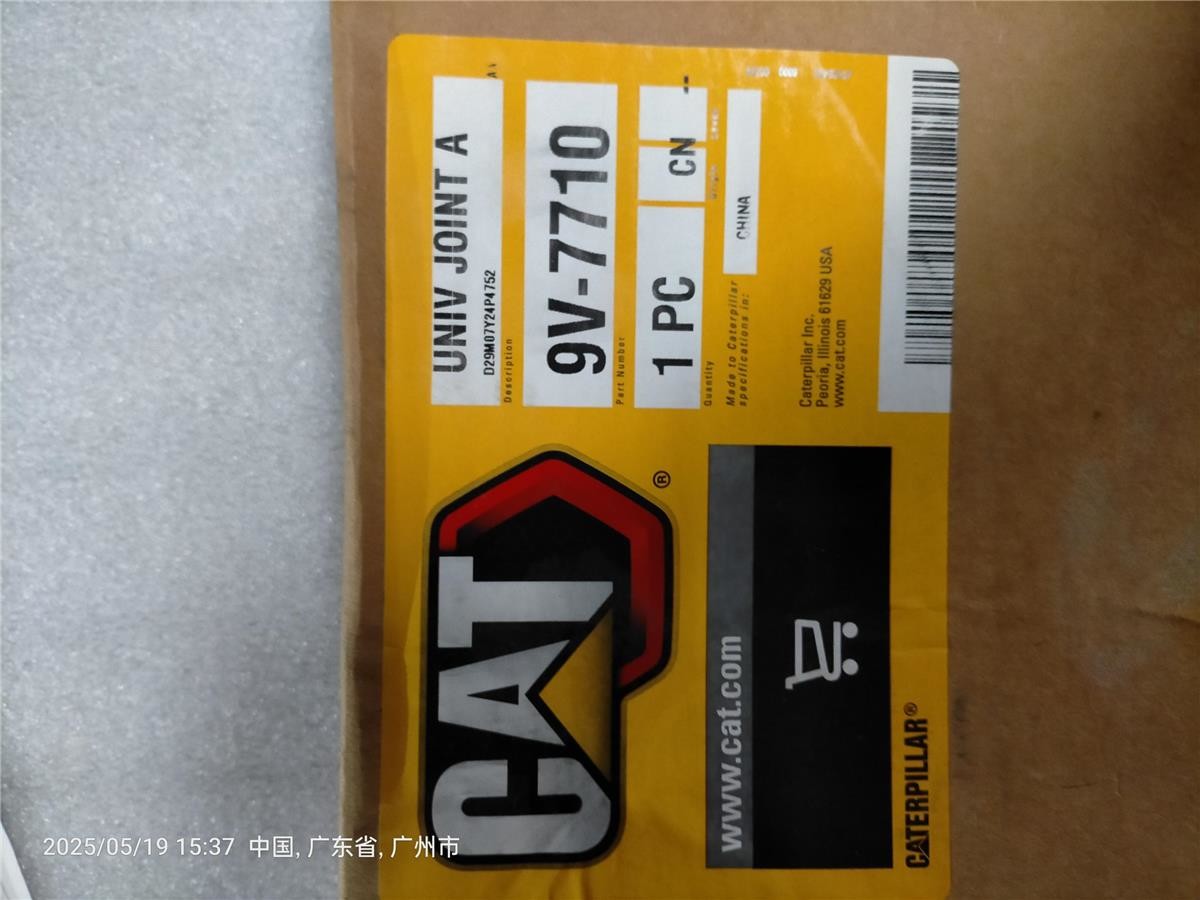 UNIV JOINT A
D29M07Y24P4752
Description
9V-7710
Part Number
1 PC
CN
--
Quantity
Made to Caterpillar
specifications in:
CHINA
Caterpillar Inc.
Peoria, Illinois 61629 USA
www.cat.com
CAT®
www.cat.com
CATERPILLAR®
2025/05/19 15:37 中国, 广东省, 广州市